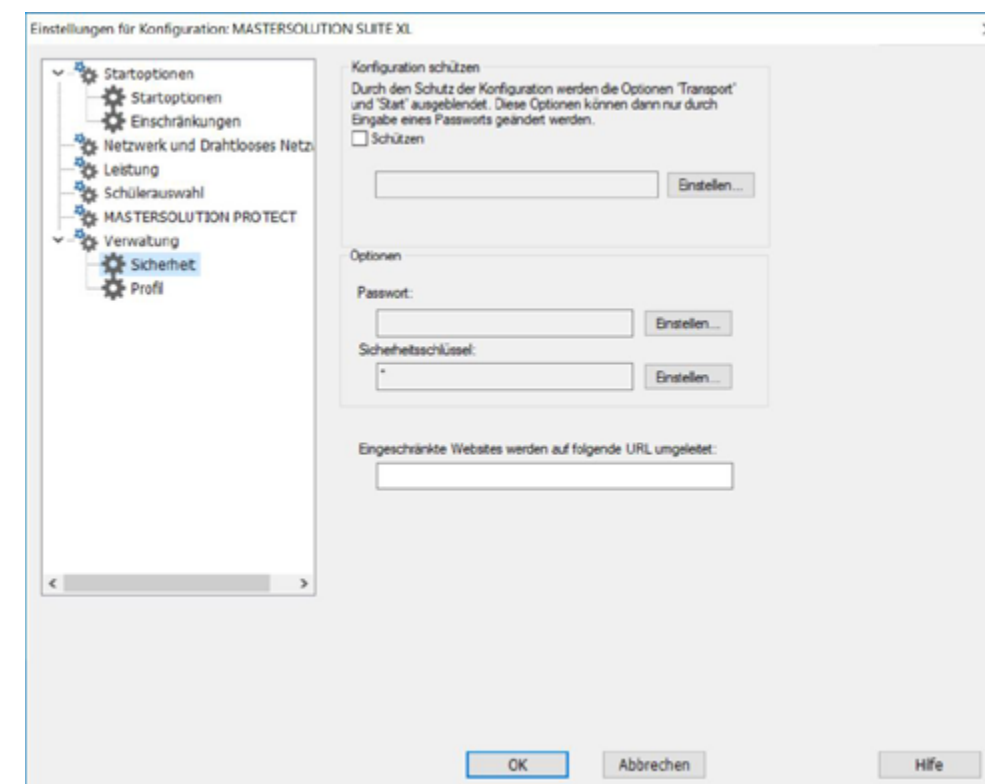 Einstellungen für Konfiguration: MASTERSOLUTION SUITE XL
Startoptionen
Startoptionen
Einschränkungen
Netzwerk und Drahtlooses Netz
Leistung
Schülerauswahl
MASTERSOLUTION PROTECT
Verwaltung
Sicherheit
Profil
Konfiguration schützen
Durch den Schutz der Konfiguration werden die Optionen 'Transport'
und 'Start' ausgeblendet. Diese Optionen können dann nur durch
Eingabe eines Passworts geändert werden.
Schützen
Einstellen...
Optionen
Passwort:
Einstellen...
Sicherheitsschlüssel:
*
Einstellen...
Eingeschränkte Websites werden auf folgende URL umgeleitet:
OK
Abbrechen
Hilfe